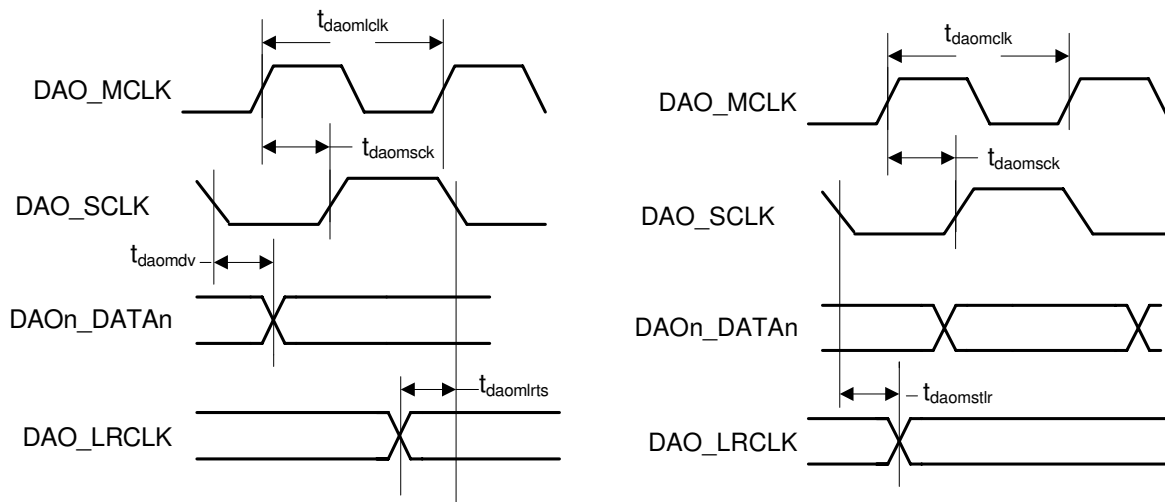 t_daomlclk
DAO_MCLK
t_daomsck
DAO_SCLK
t_daomdv
DAOn_DATAn
t_daomlrts
DAO_LRCLK
t_daomclk
DAO_MCLK
t_daomsck
DAO_SCLK
DAOn_DATAn
t_daomstlr
DAO_LRCLK